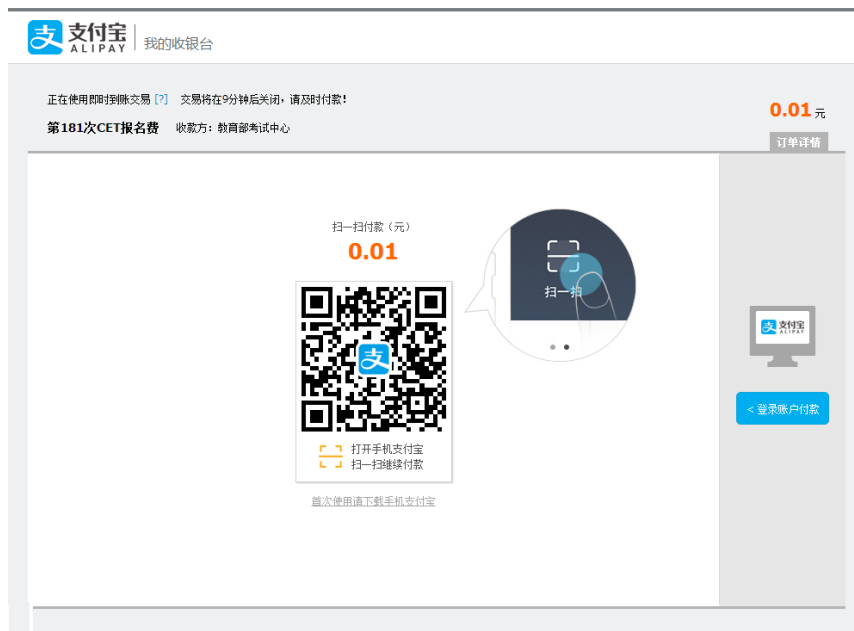 支 支付宝 ALIPAY 我的收银台
正在使用即时到账交易 [?] 交易将在9分钟后关闭，请及时付款！
第181次CET报名费 收款方：教育部考试中心
0.01 元
订单详情
扫一扫付款（元）
0.01
扫一扫
支
打开手机支付宝
扫一扫继续付款
首次使用请下载手机支付宝
支 支付宝 ALIPAY
< 登录账户付款